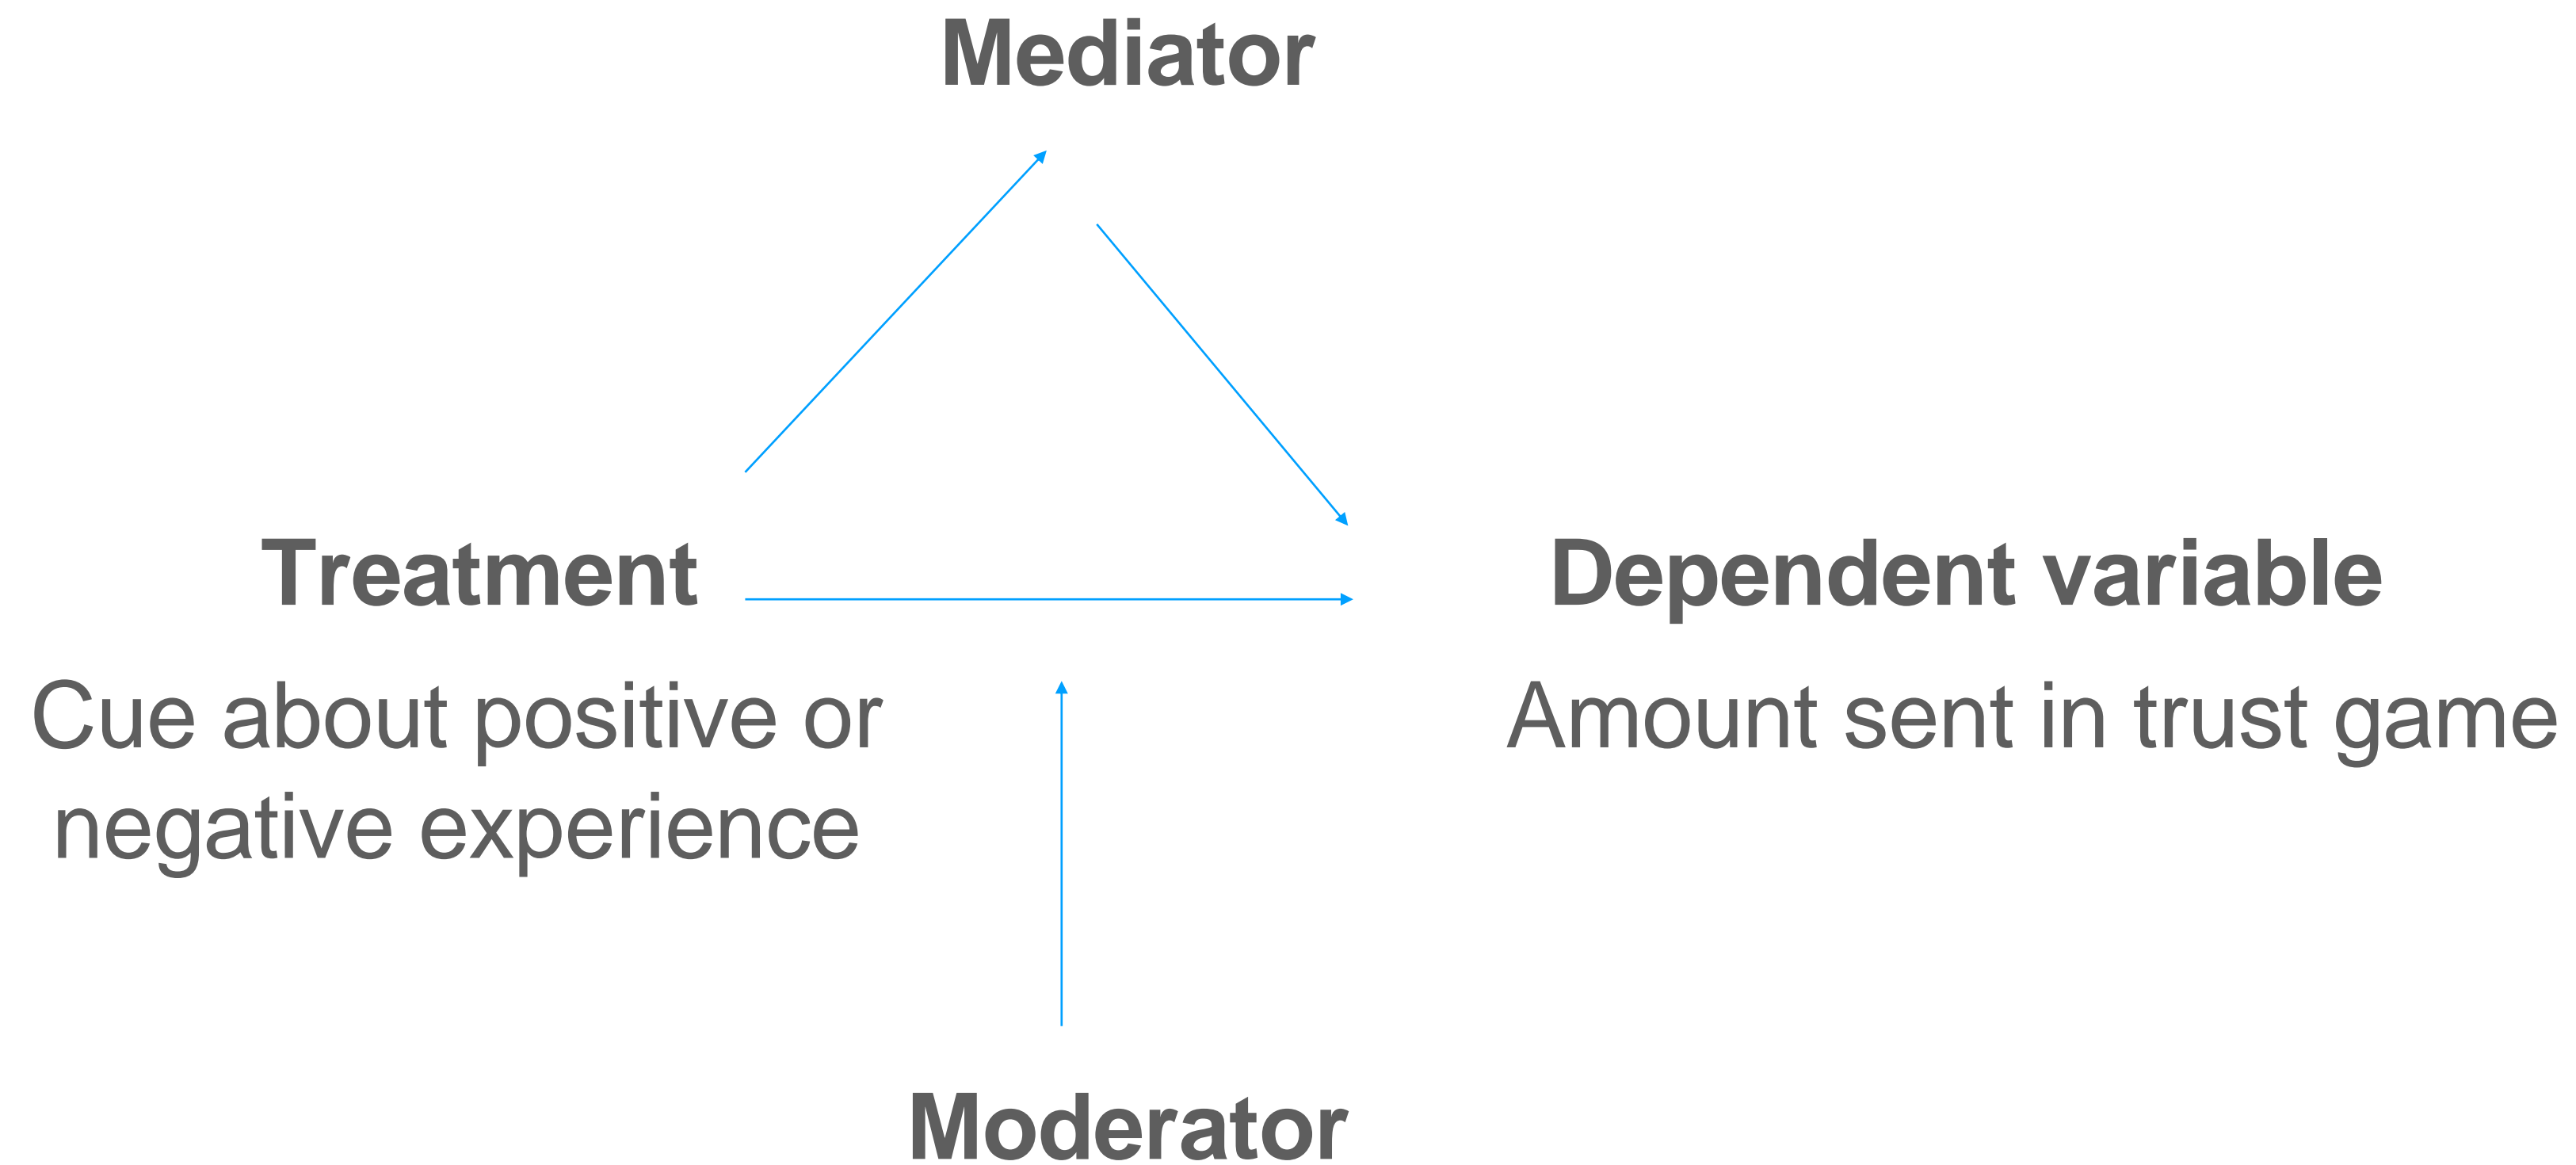 Mediator
Treatment
Dependent variable
Cue about positive or
negative experience
Amount sent in trust game
Moderator